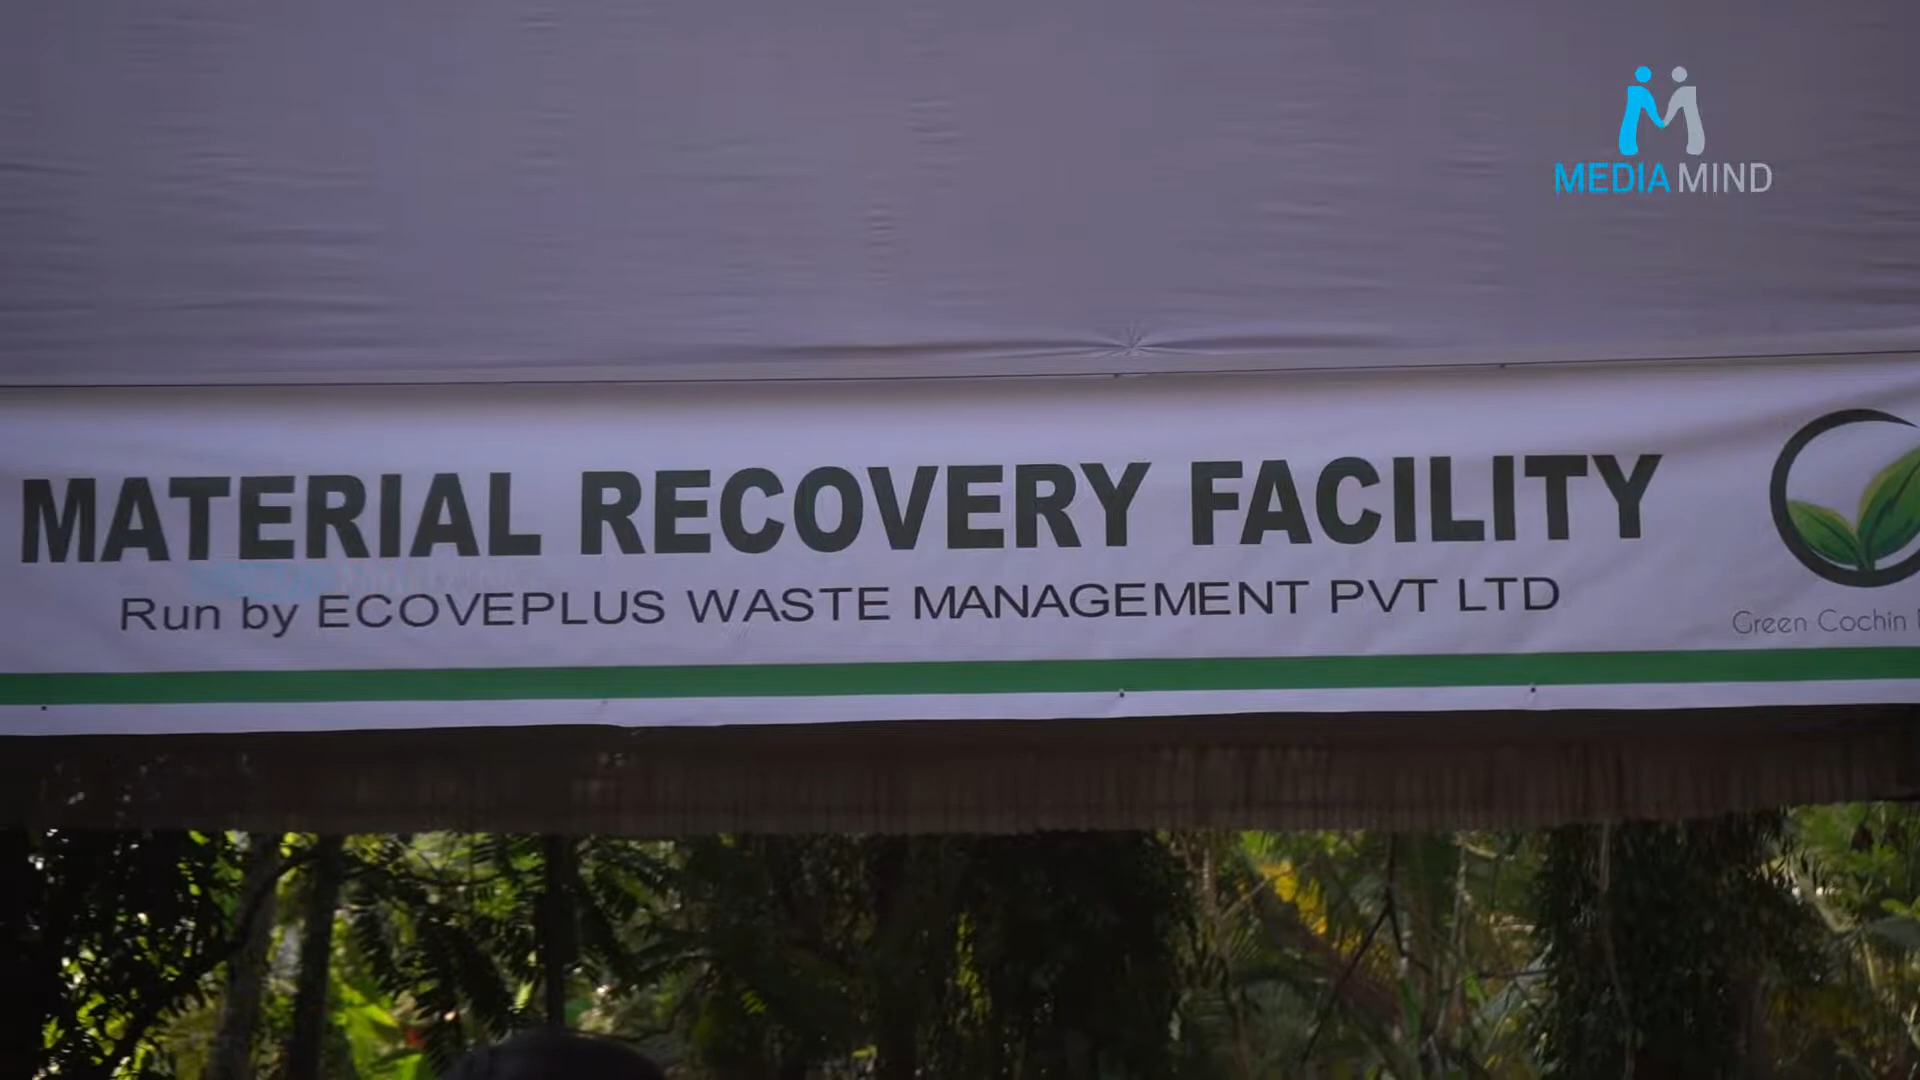 MEDIA MIND
MATERIAL RECOVERY FACILITY
Run by ECOVEPLUS WASTE MANAGEMENT PVT LTD
Green Cochin